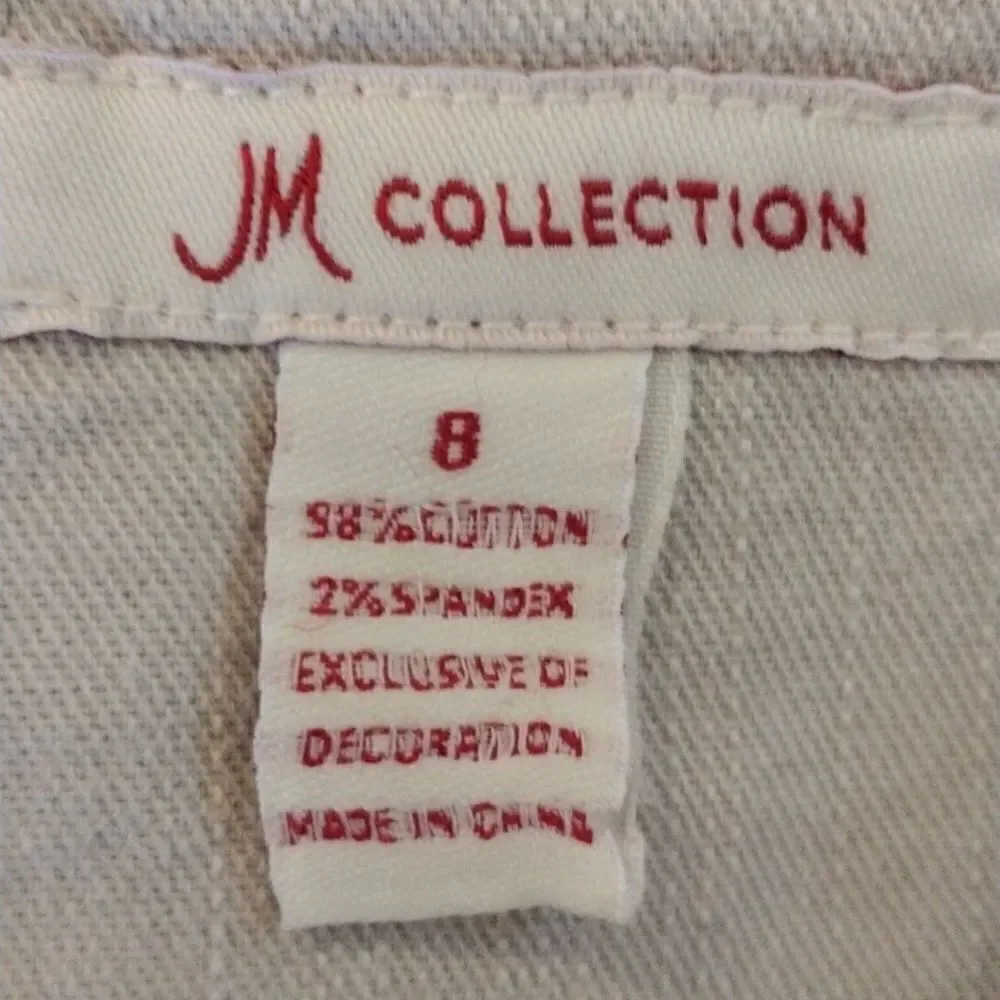 JM COLLECTION
8
98% COTTON
2% SPANDEX
EXCLUSIVE OF
DECORATION
MADE IN CHINA